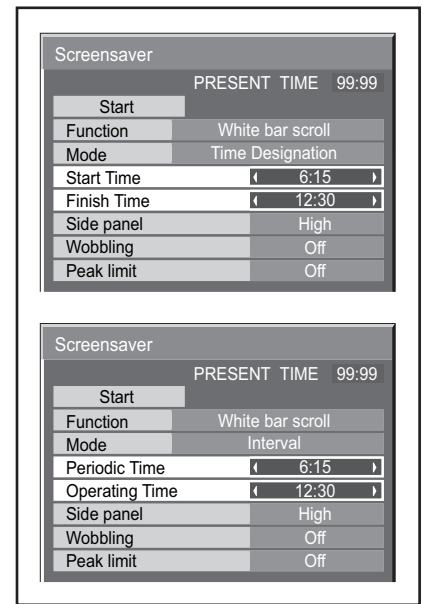 Screensaver
PRESENT TIME 99:99
Start
Function White bar scroll
Mode Time Designation
Start Time 6:15
Finish Time 12:30
Side panel High
Wobbling Off
Peak limit Off
Screensaver
PRESENT TIME 99:99
Start
Function White bar scroll
Mode Interval
Periodic Time 6:15
Operating Time 12:30
Side panel High
Wobbling Off
Peak limit Off